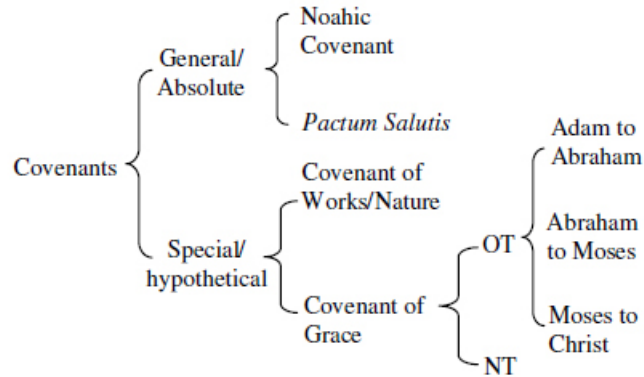 Noahic
Covenant
General/
Absolute
Pactum Salutis
Covenants
Covenant of
Works/Nature
Special/
hypothetical
Covenant of
Grace
OT
NT
Adam to
Abraham
Abraham
to Moses
Moses to
Christ